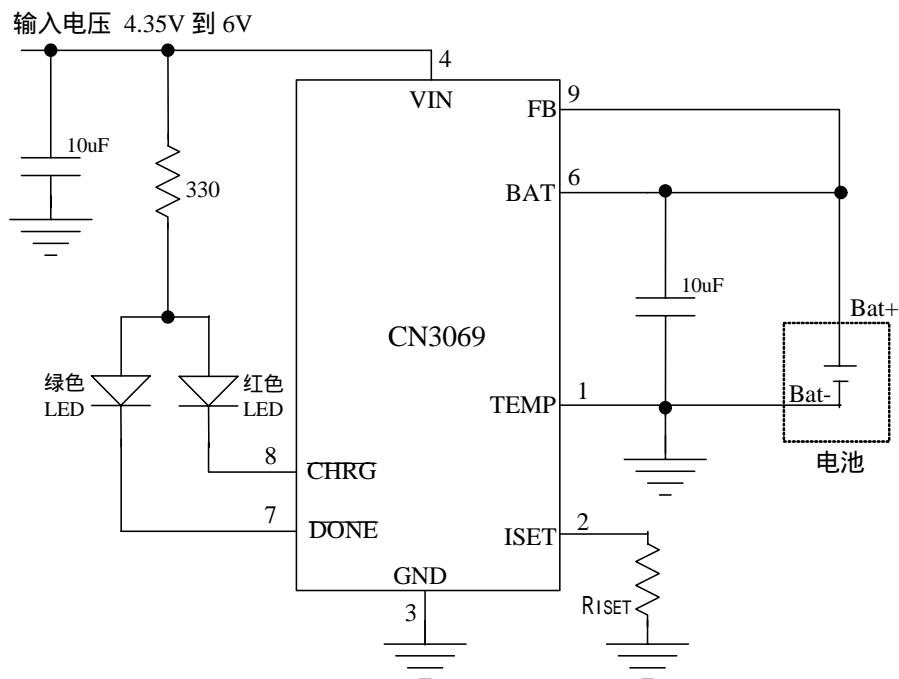 输入电压 4.35V 到 6V
4
VIN
9
FB
10uF
330
6
BAT
10uF
CN3069
Bat+
绿色
LED
红色
LED
1
TEMP
Bat-
电池
8
CHRG
7
DONE
2
ISET
GND
3
RISET